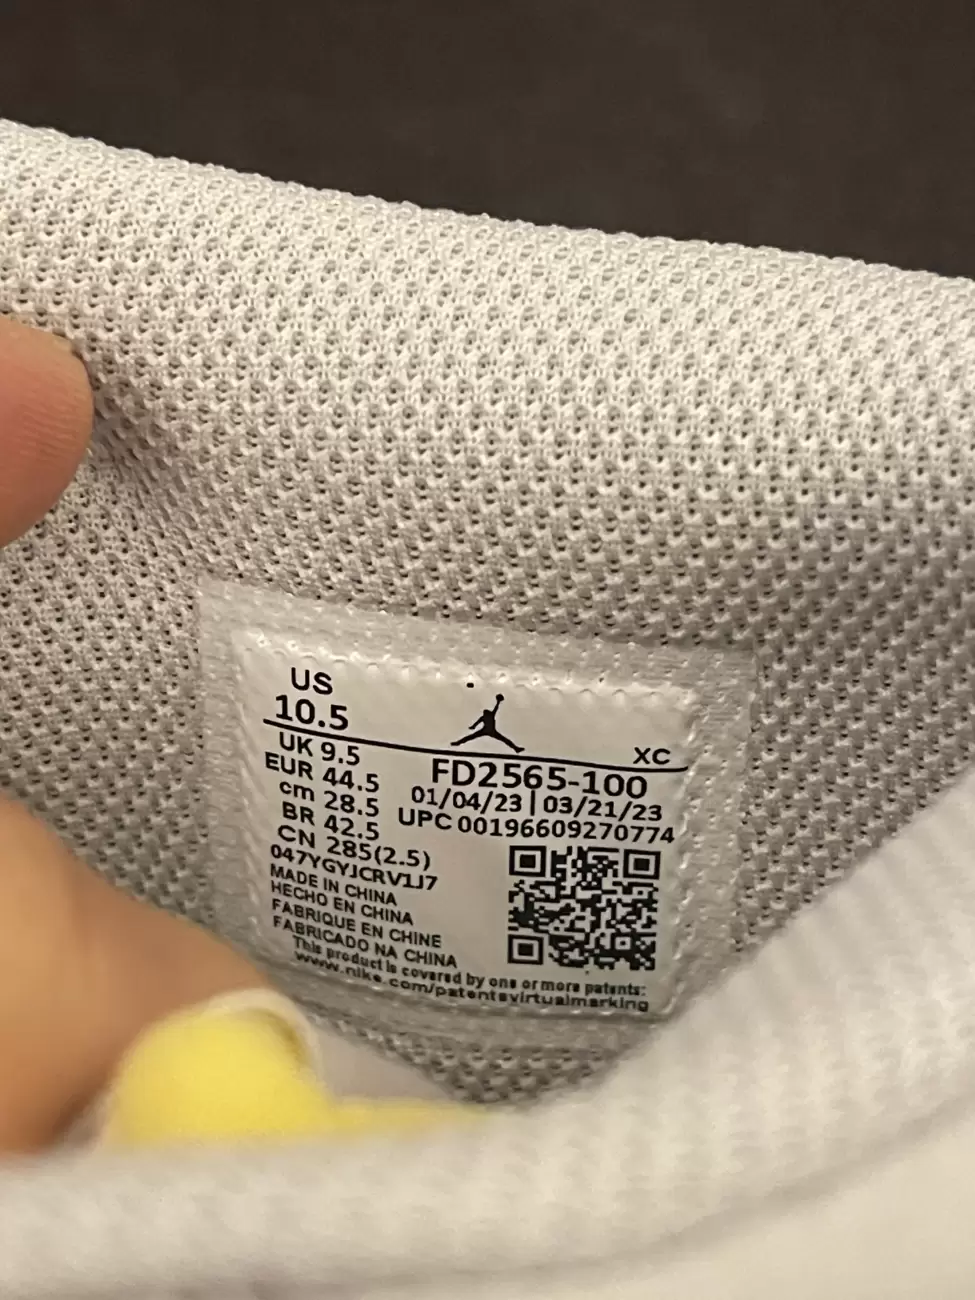 US
10.5
XC
UK 9.5
EUR 44.5
cm 28.5
BR 42.5
CN 285(2.5)
FD2565-100
01/04/23 | 03/21/23
UPC 00196609270774
047YGYJCRV1J7
MADE IN CHINA
HECHO EN CHINA
FABRIQUE EN CHINE
FABRICADO NA CHINA
This product is covered by one or more patents:
www.nike.com/patentsvirtualmarking